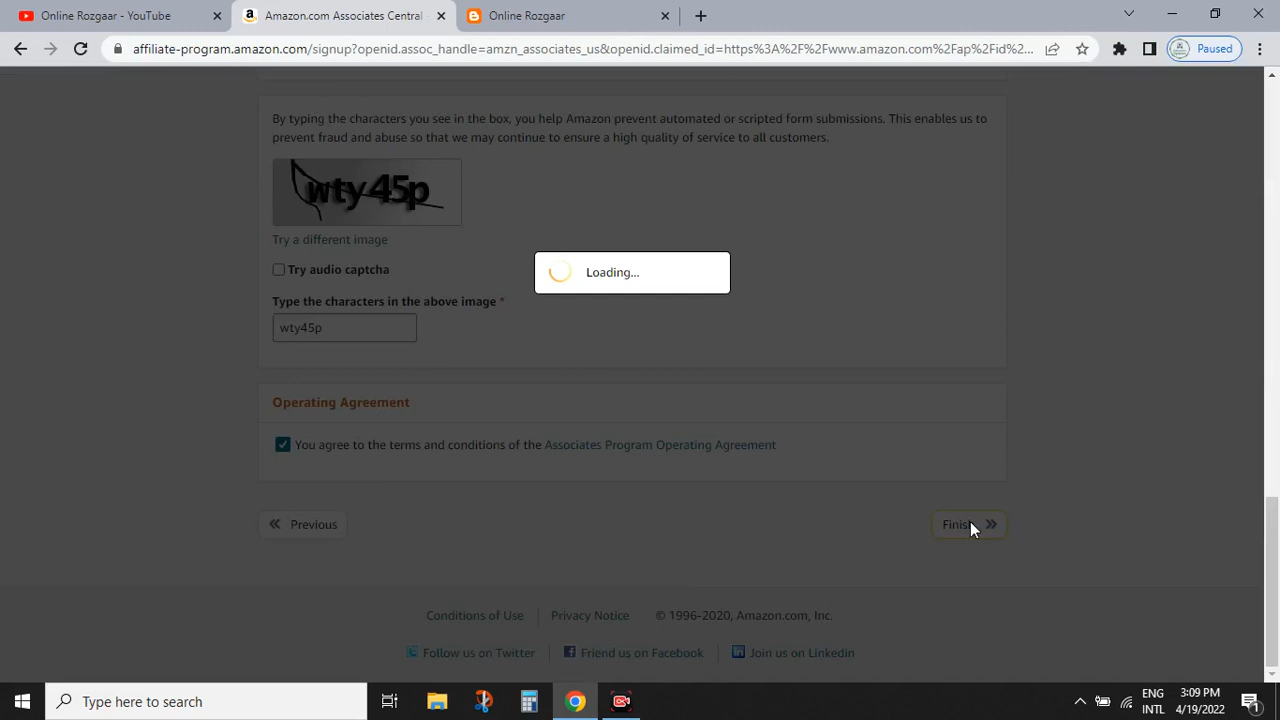 Online Rozgaar - YouTube
Amazon.com Associates Central -
Online Rozgaar
affiliate-program.amazon.com/signup?openid.assoc_handle=amzn_associates_us&openid.claimed_id=https%3A%2F%2Fwww.amazon.com%2Fap%2Fid%2...
Paused
By typing the characters you see in the box, you help Amazon prevent automated or scripted form submissions. This enables us to
prevent fraud and abuse so that we may continue to ensure a high quality of service to all customers.
wty45p
Try a different image
Try audio captcha
Type the characters in the above image *
wty45p
Loading...
Operating Agreement
You agree to the terms and conditions of the Associates Program Operating Agreement
Previous
Finish
Conditions of Use
Privacy Notice
© 1996-2020, Amazon.com, Inc.
Follow us on Twitter
Friend us on Facebook
Join us on Linkedin
Type here to search
ENG
INTL
3:09 PM
4/19/2022
1